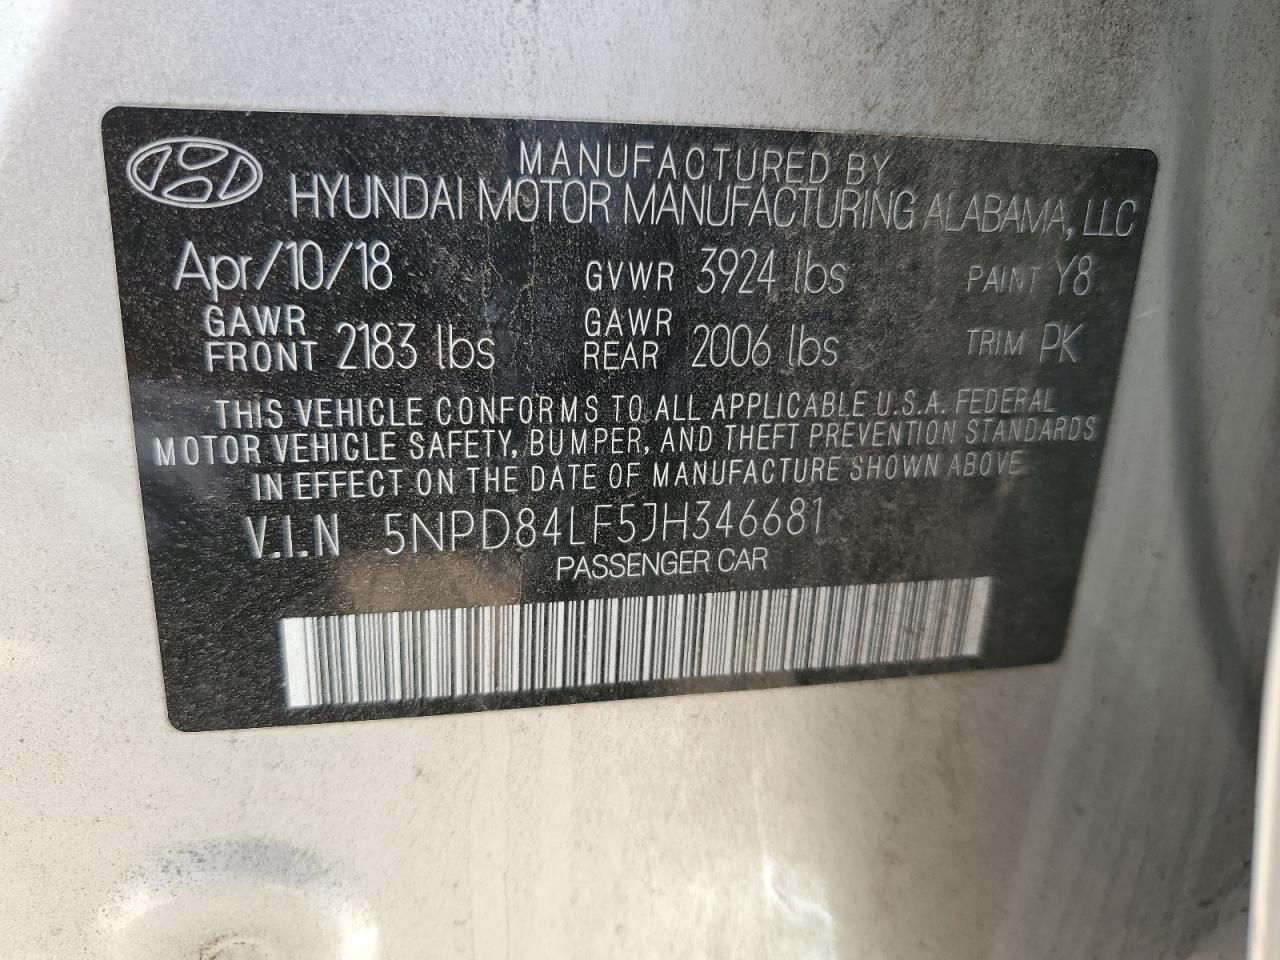 MANUFACTURED BY
HYUNDAI MOTOR MANUFACTURING ALABAMA, LLC
Apr/10/18 GVWR 3924 lbs PAINT Y8
GAWR FRONT 2183 lbs GAWR REAR 2006 lbs TRIM PK
THIS VEHICLE CONFORMS TO ALL APPLICABLE U.S.A. FEDERAL
MOTOR VEHICLE SAFETY, BUMPER, AND THEFT PREVENTION STANDARDS
IN EFFECT ON THE DATE OF MANUFACTURE SHOWN ABOVE
V.I.N 5NPD84LF5JH346681
PASSENGER CAR